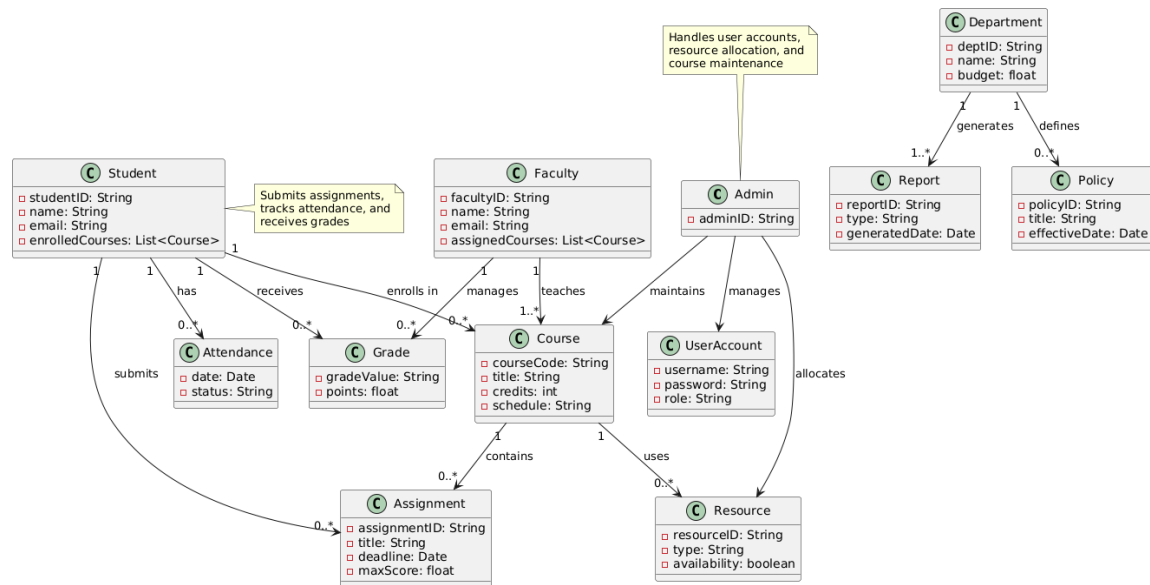 Handles user accounts,
resource allocation, and
course maintenance
C Department
deptID: String
name: String
budget: float
1
1
generates
defines
1..*
0..*
C Student
studentID: String
name: String
email: String
enrolledCourses: List<Course>
Submits assignments,
tracks attendance, and
receives grades
C Faculty
facultyID: String
name: String
email: String
assignedCourses: List<Course>
C Admin
adminID: String
C Report
reportID: String
type: String
generatedDate: Date
C Policy
policyID: String
title: String
effectiveDate: Date
1
1
1
1
1
1
has
receives
enrolls in
manages
teaches
maintains
manages
0..*
0..*
0..*
0..*
1..*
submits
allocates
C Attendance
date: Date
status: String
C Grade
gradeValue: String
points: float
C Course
courseCode: String
title: String
credits: int
schedule: String
C UserAccount
username: String
password: String
role: String
1
1
contains
uses
0..*
0..*
0..*
C Assignment
assignmentID: String
title: String
deadline: Date
maxScore: float
C Resource
resourceID: String
type: String
availability: boolean